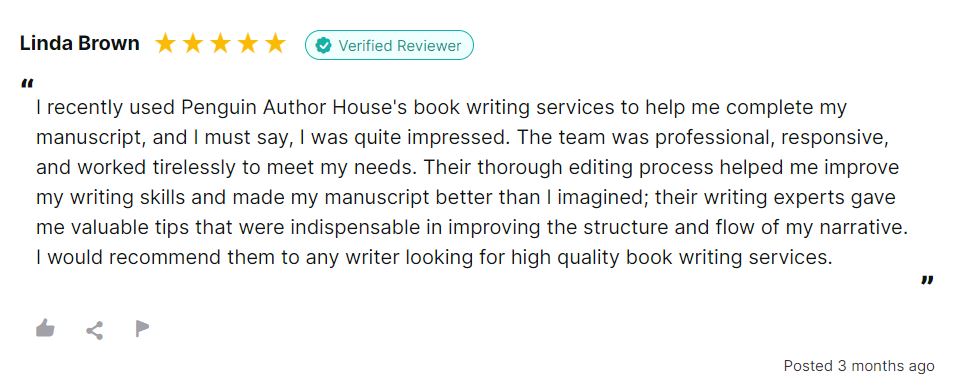 Linda Brown Verified Reviewer
“
I recently used Penguin Author House's book writing services to help me complete my
manuscript, and I must say, I was quite impressed. The team was professional, responsive,
and worked tirelessly to meet my needs. Their thorough editing process helped me improve
my writing skills and made my manuscript better than I imagined; their writing experts gave
me valuable tips that were indispensable in improving the structure and flow of my narrative.
I would recommend them to any writer looking for high quality book writing services.
”
Posted 3 months ago